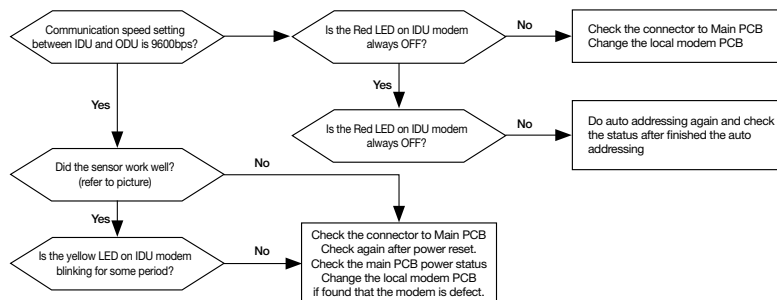 Communication speed setting
between IDU and ODU is 9600bps?
Is the Red LED on IDU modem
always OFF?
No
Check the connector to Main PCB
Change the local modem PCB
Yes
Yes
Is the Red LED on IDU modem
always OFF?
No
Do auto addressing again and check
the status after finished the auto
addressing
Did the sensor work well?
(refer to picture)
No
Yes
Is the yellow LED on IDU modem
blinking for some period?
No
Check the connector to Main PCB
Check again after power reset.
Check the main PCB power status
Change the local modem PCB
if found that the modem is defect.